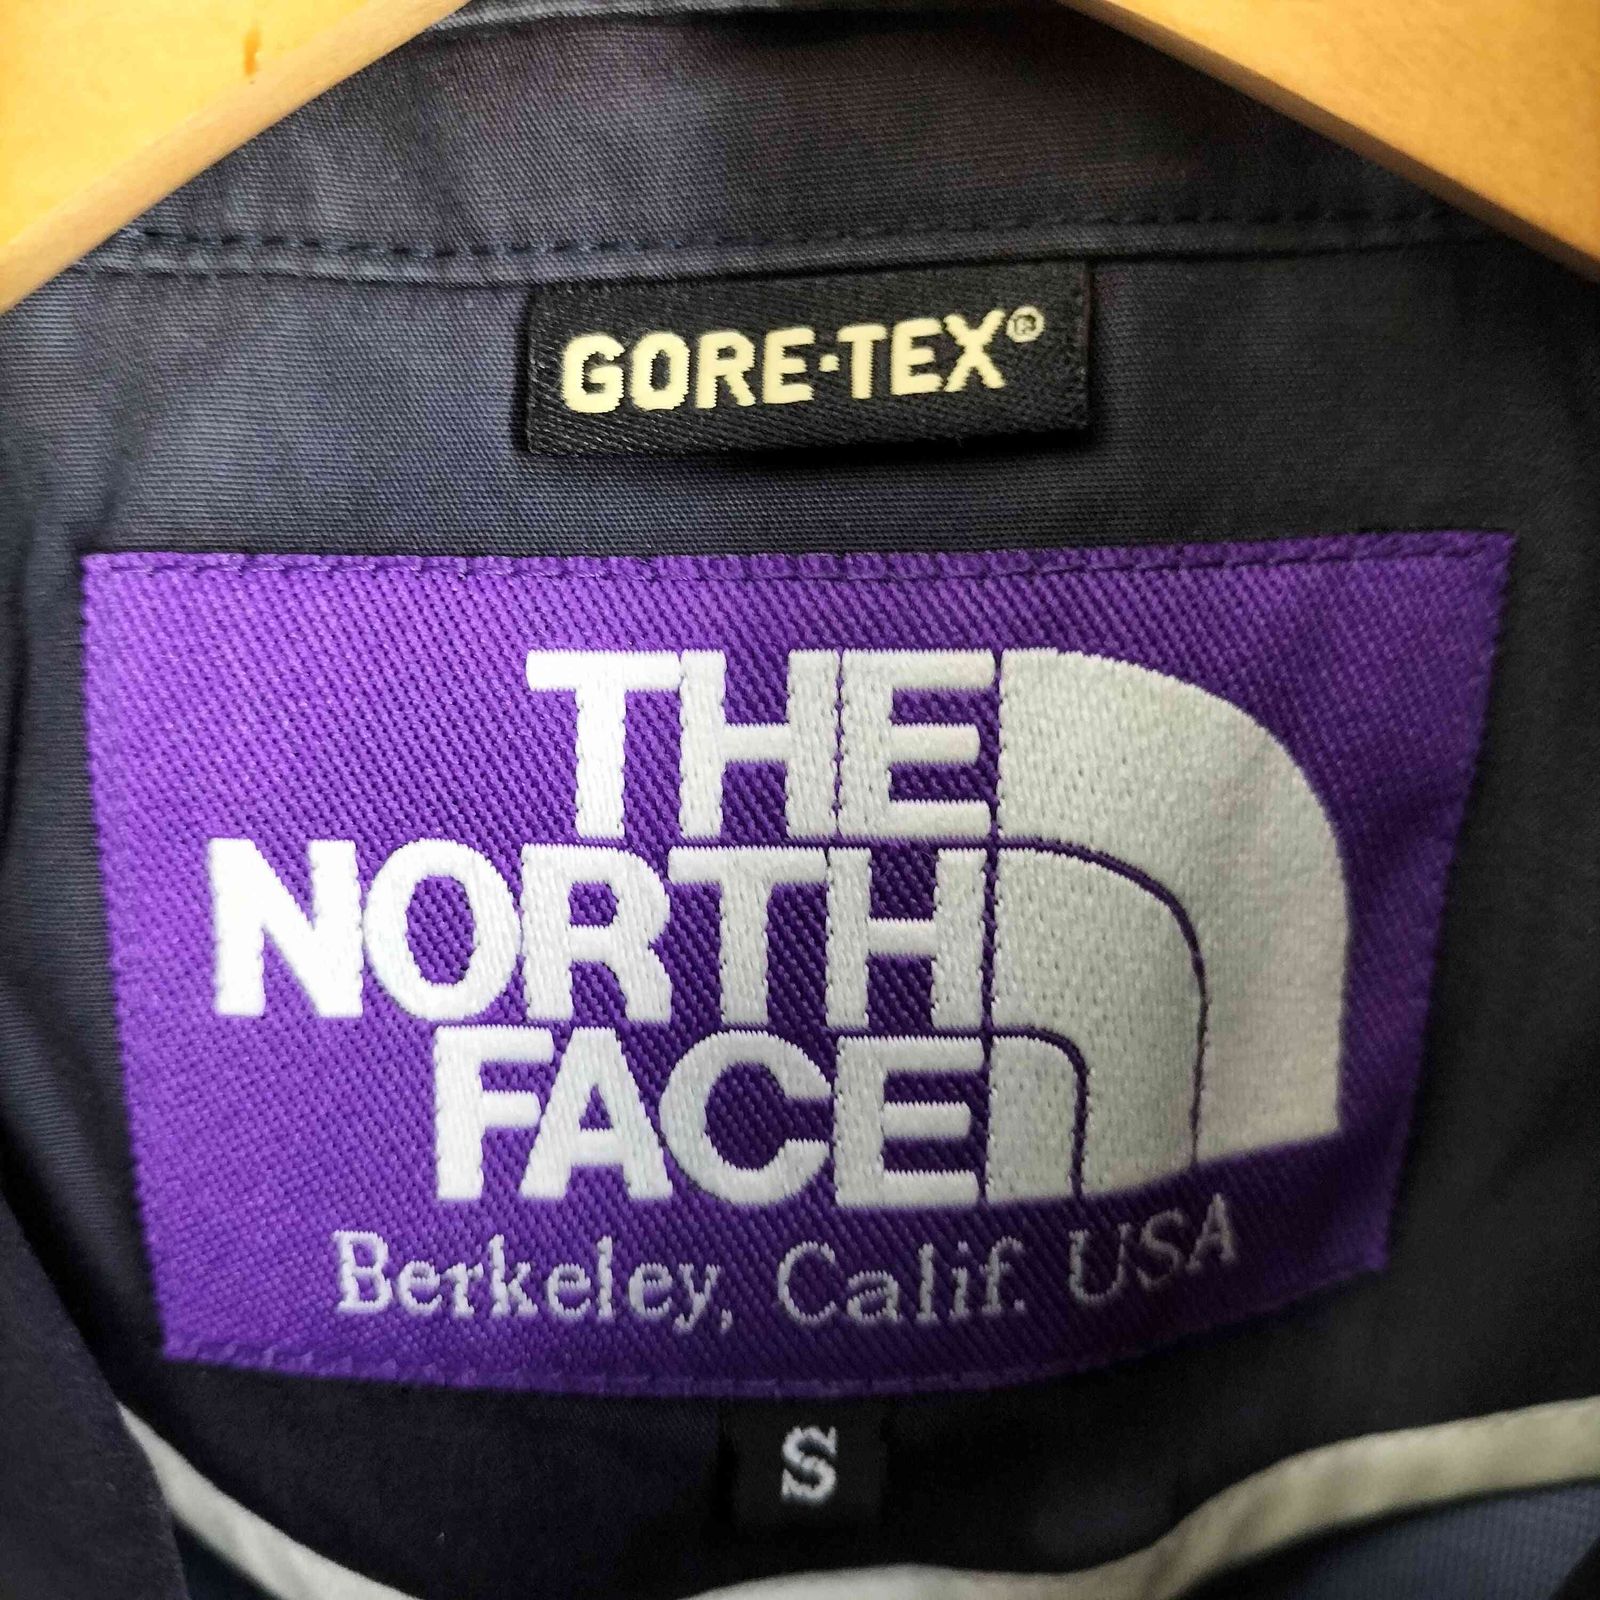 GORE-TEX®
THE
NORTH
FACE
Berkeley, Calif. USA
S